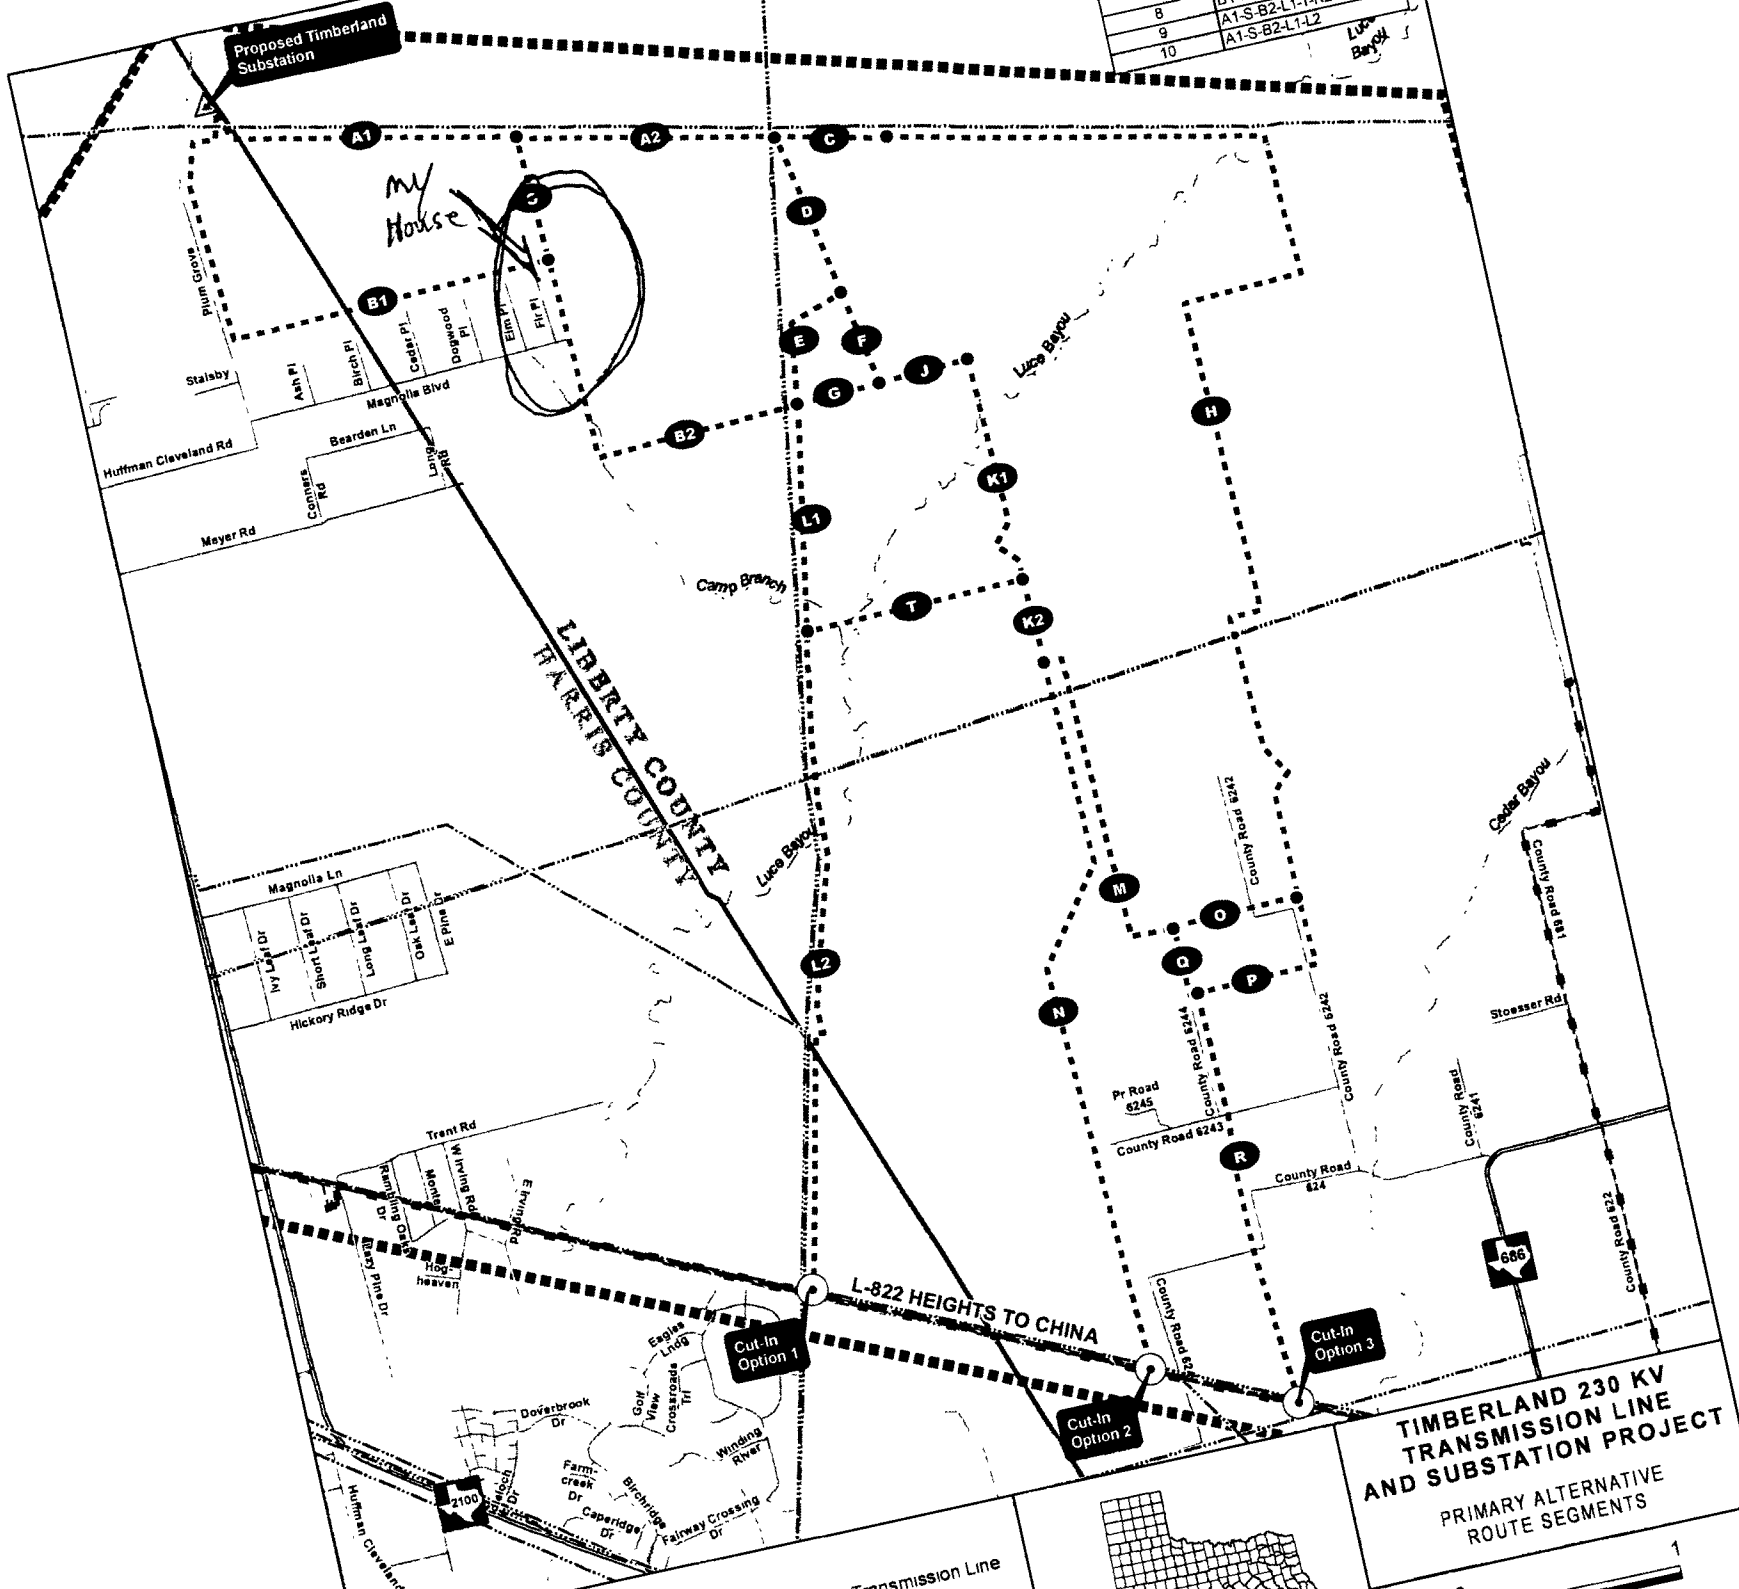 8
9
A1-S-B2-L1-L2
10
Luce
Bayou
Proposed Timberland
Substation
A1
A2
C
my
House
D
Plum Grove
B1
E
F
G
J
H
Stalsby
Ash Pl
Birch Pl
Cedar Pl
Dogwood
Pl
Elm Pl
Fir Pl
Magnolia Blvd
Luce Bayou
B2
Huffman Cleveland Rd
Bearden Ln
Long
Rd
Conners
Rd
Meyer Rd
K1
L1
Camp Branch
T
K2
LIBERTY COUNTY
HARRIS COUNTY
Luce Bayou
Cedar Bayou
County Road 6242
County Road 681
Magnolia Ln
Ivy Leaf Dr
Short Leaf Dr
Long Leaf Dr
Oak Leaf Dr
E Pine Dr
Hickory Ridge Dr
M
O
Q
P
L2
N
County Road 6244
County Road 6242
Stoesser Rd
Pr Road
6245
County Road 6243
County Road
6241
R
County Road
624
Trent Rd
Rambling Oaks
Dr
W Irving Rd
E Irving Rd
Hog-
heaven
County Road 622
686
L-822 HEIGHTS TO CHINA
Cut-In
Option 1
Cut-In
Option 2
Cut-In
Option 3
Eagles
Lndg
Golf
View
Crossroads
Trl
Doverbrook
Dr
Winding
River
Farm-
creek
Dr
Birchridge
Caperidge
Dr
Fairway Crossing
Dr
2100
Huffman Cleveland
TIMBERLAND 230 KV
TRANSMISSION LINE
AND SUBSTATION PROJECT
PRIMARY ALTERNATIVE
ROUTE SEGMENTS
Transmission Line
1